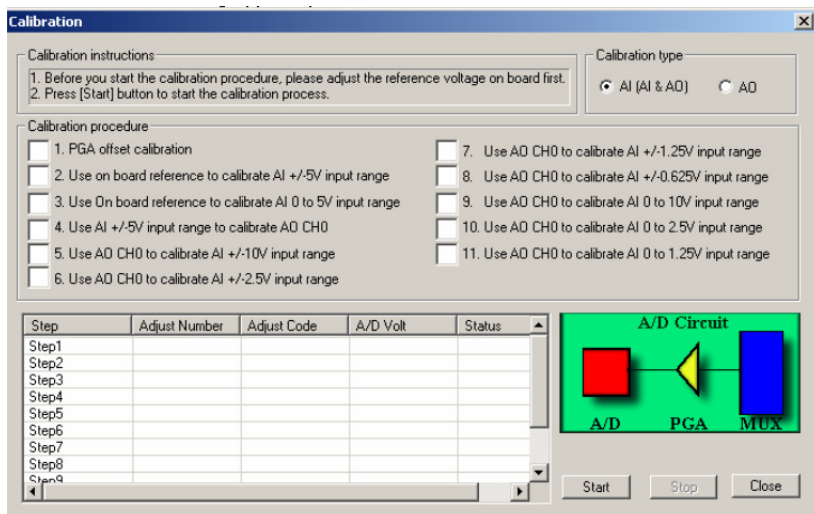 Calibration
Calibration instructions
1. Before you start the calibration procedure, please adjust the reference voltage on board first.
2. Press [Start] button to start the calibration process.
Calibration type
AI (AI & AO)
AO
Calibration procedure
1. PGA offset calibration
2. Use on board reference to calibrate AI +/-5V input range
3. Use On board reference to calibrate AI 0 to 5V input range
4. Use AI +/-5V input range to calibrate AO CH0
5. Use AO CH0 to calibrate AI +/-10V input range
6. Use AO CH0 to calibrate AI +/-2.5V input range
7. Use AO CH0 to calibrate AI +/-1.25V input range
8. Use AO CH0 to calibrate AI +/-0.625V input range
9. Use AO CH0 to calibrate AI 0 to 10V input range
10. Use AO CH0 to calibrate AI 0 to 2.5V input range
11. Use AO CH0 to calibrate AI 0 to 1.25V input range
Step Adjust Number Adjust Code A/D Volt Status
Step1
Step2
Step3
Step4
Step5
Step6
Step7
Step8
Step9
A/D Circuit
A/D PGA MUX
Start Stop Close